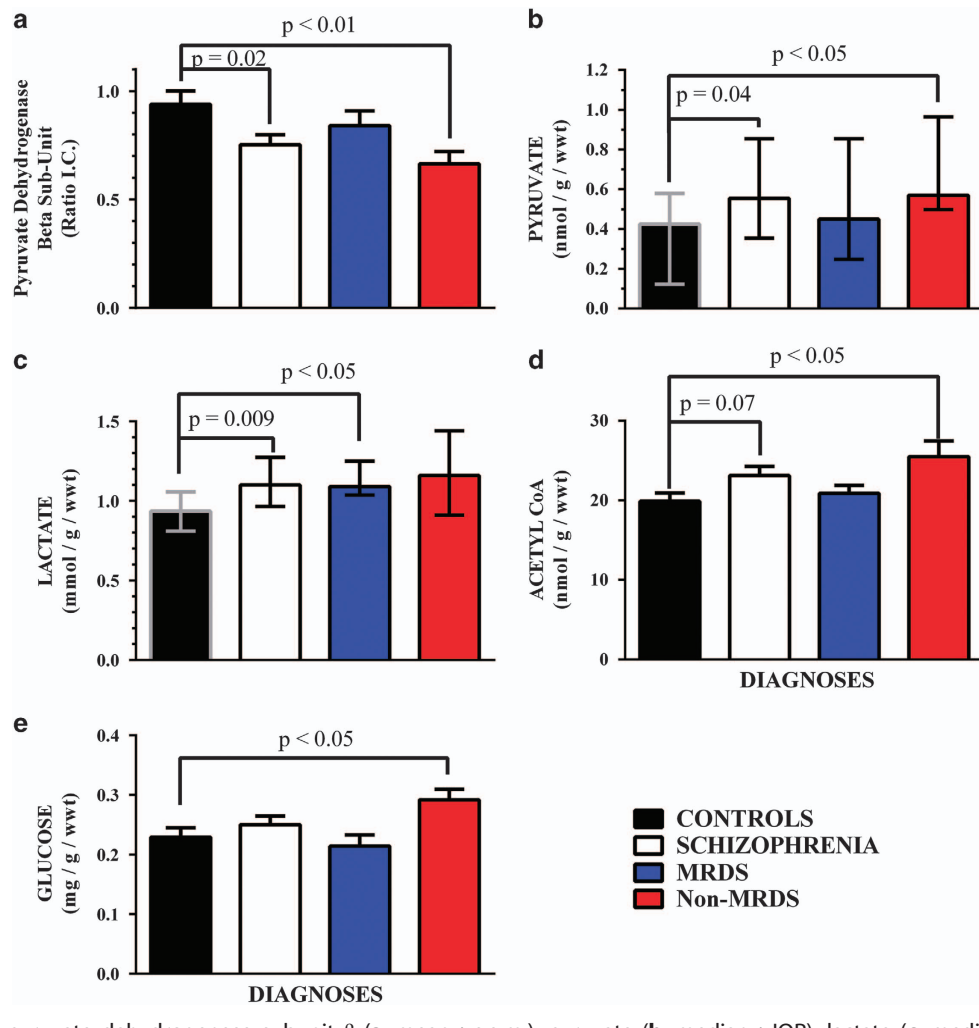 a
p < 0.01
p = 0.02
Pyruvate Dehydrogenase
Beta Sub-Unit
(Ratio I.C.)
1.0
0.5
0.0
b
p < 0.05
p = 0.04
PYRUVATE
(nmol / g / wwt)
1.2
1.0
0.8
0.6
0.4
0.2
0.0
c
p < 0.05
p = 0.009
LACTATE
(mmol / g / wwt)
1.5
1.0
0.5
0.0
d
p < 0.05
p = 0.07
ACETYL CoA
(nmol / g / wwt)
30
20
10
0
DIAGNOSES
e
p < 0.05
GLUCOSE
(mg / g / wwt)
0.4
0.3
0.2
0.1
0.0
DIAGNOSES
CONTROLS
SCHIZOPHRENIA
MRDS
Non-MRDS